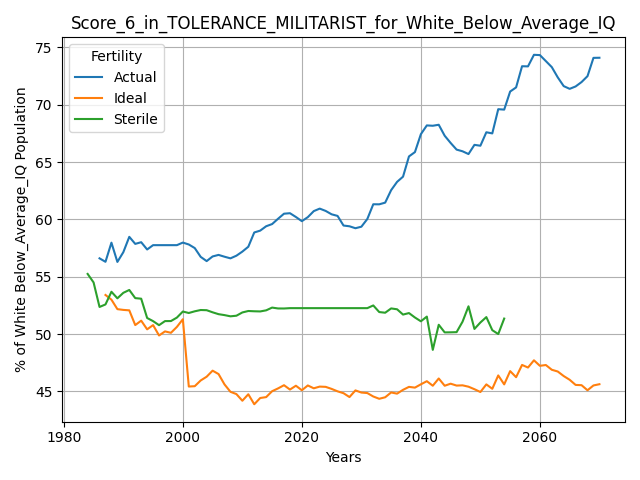 Score_6_in_TOLERANCE_MILITARIST_for_White_Below_Average_IQ
Fertility
Actual
Ideal
Sterile
% of White Below_Average_IQ Population
75
70
65
60
55
50
45
1980
2000
2020
2040
2060
Years